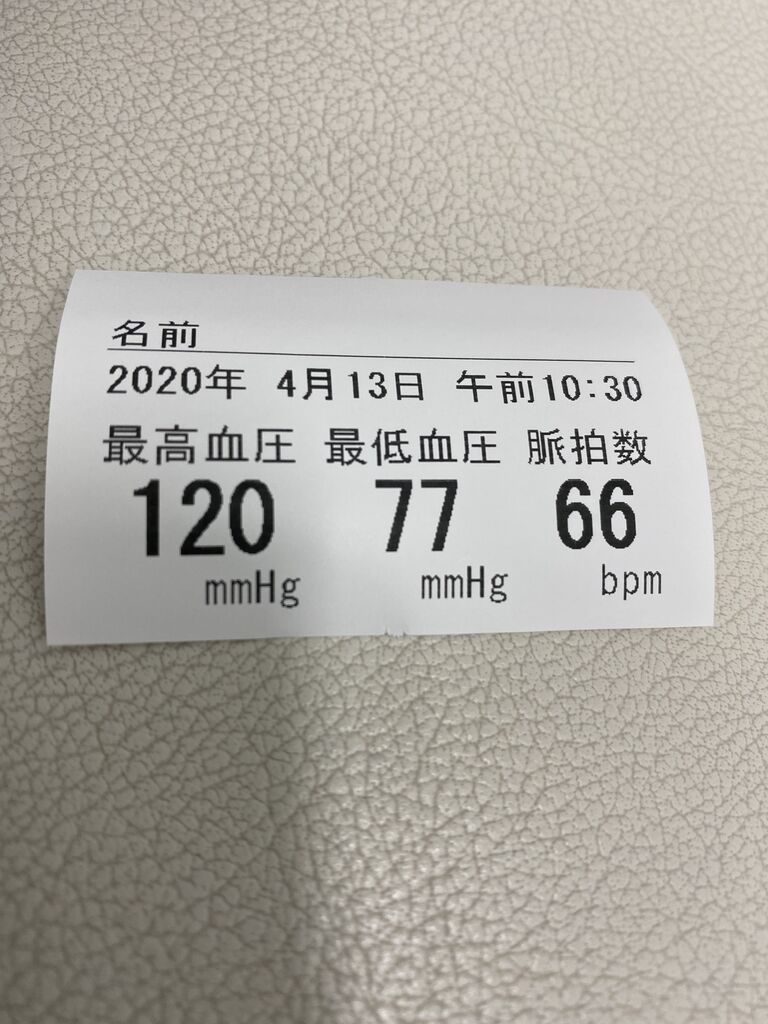 名前
2020年 4月13日 午前10:30
最高血圧 最低血圧 脈拍数
120 77 66
mmHg mmHg bpm